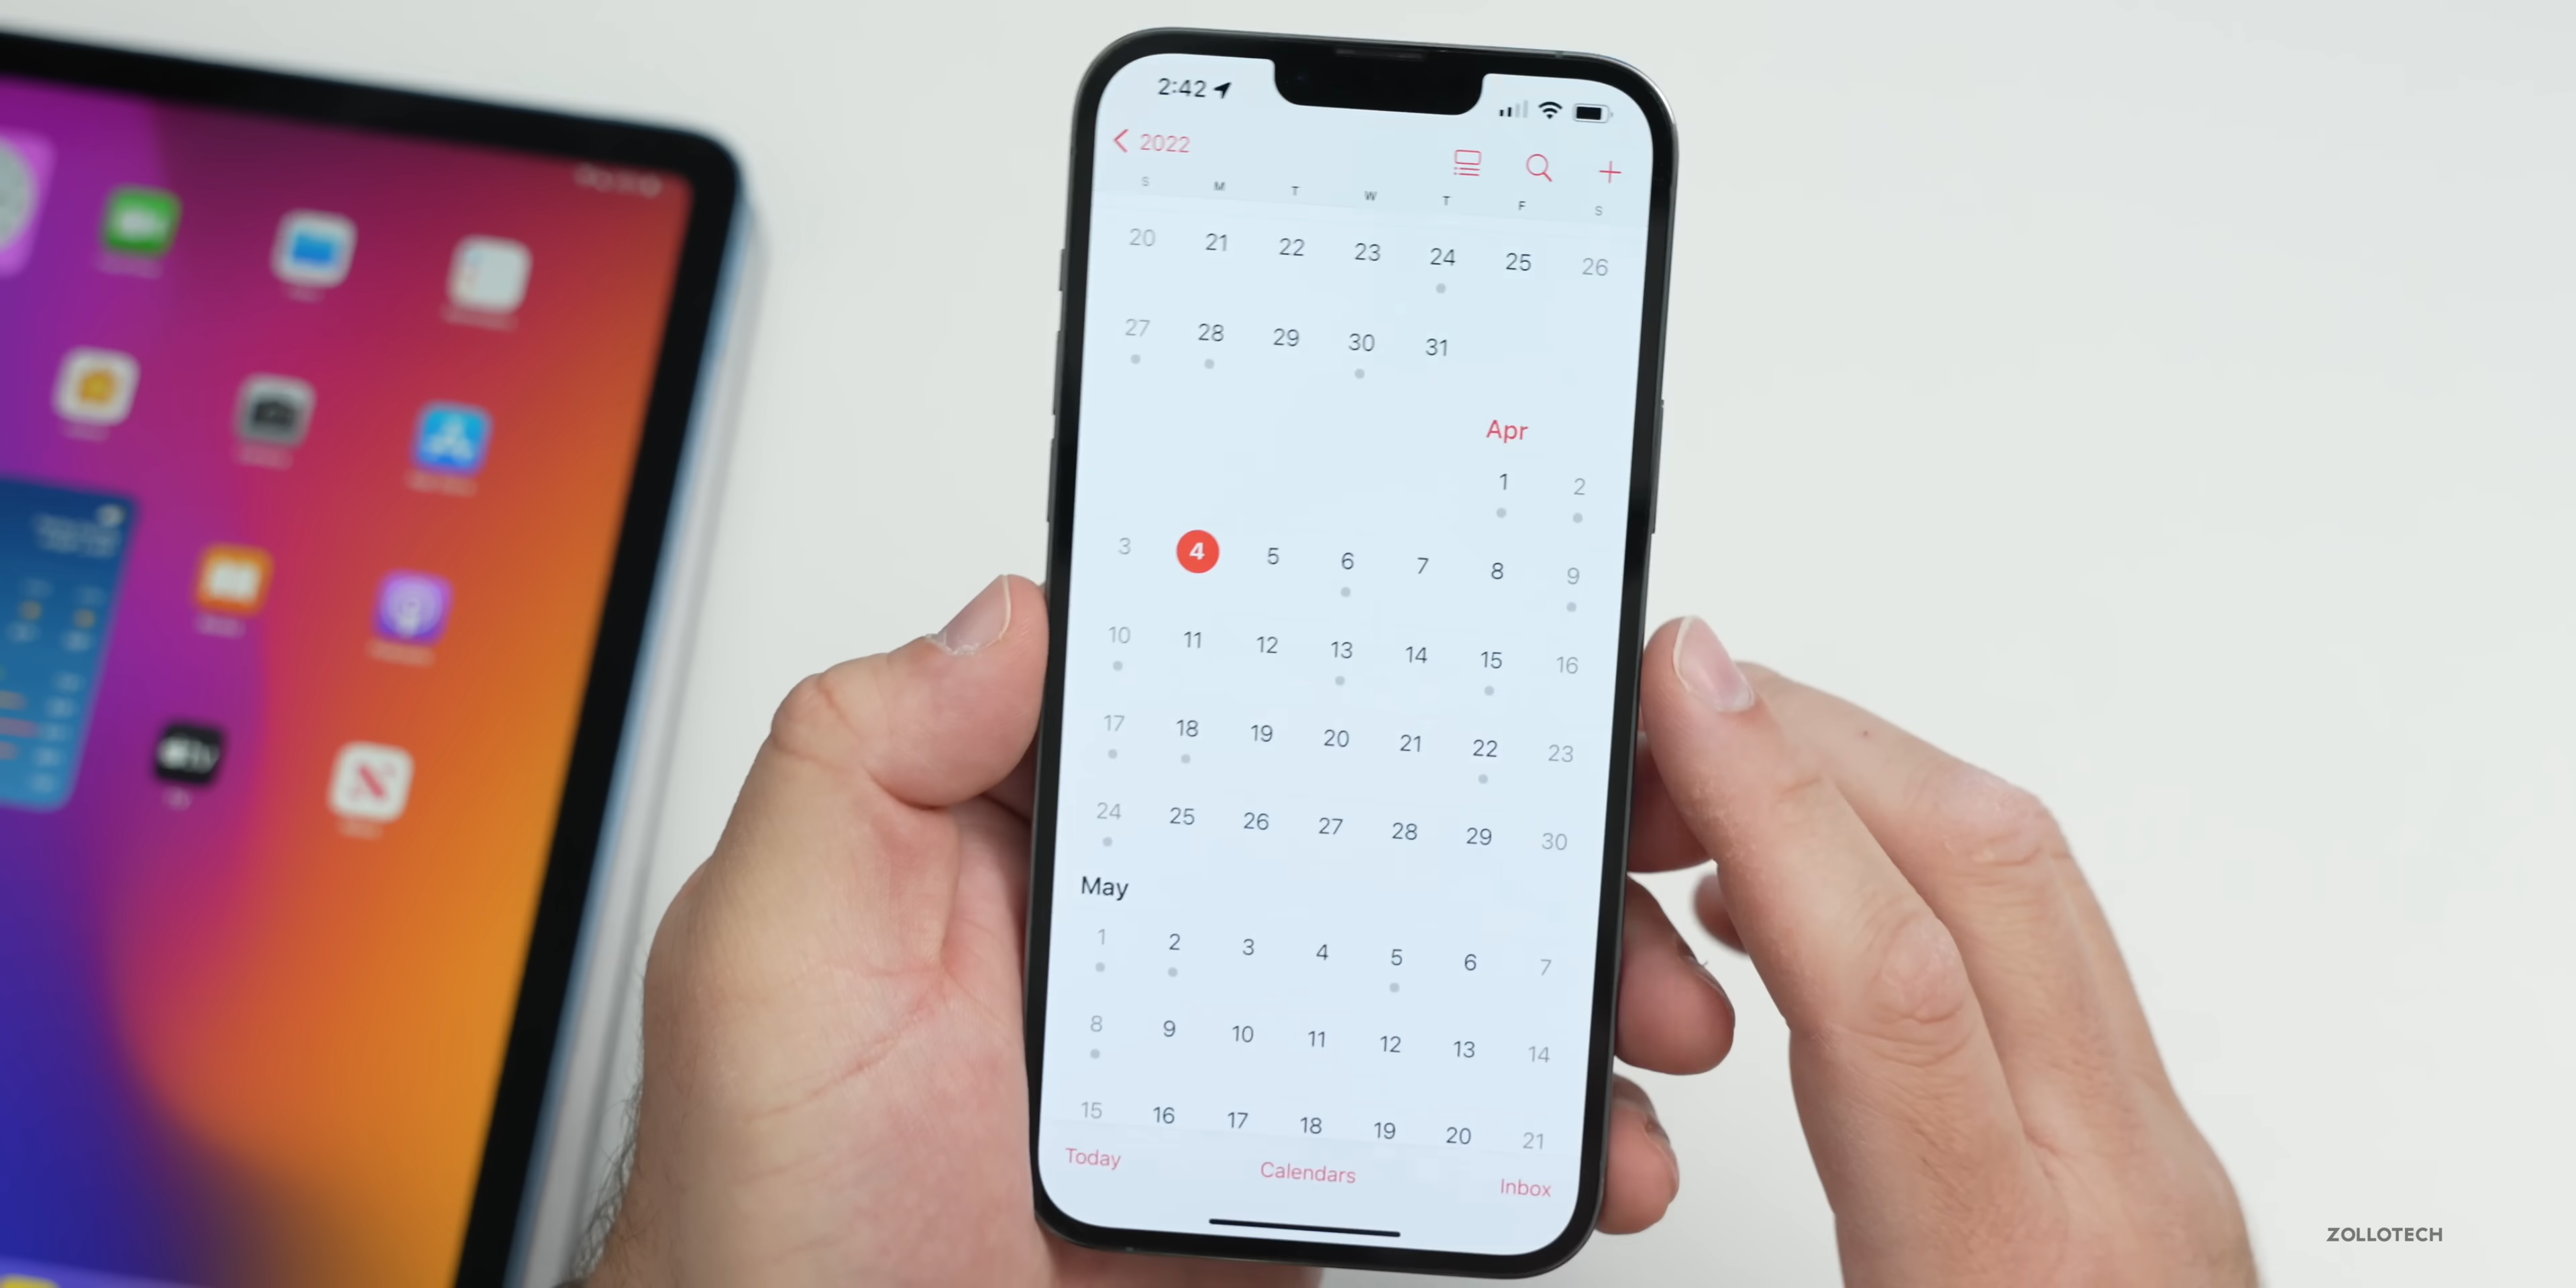 2:42
2022
S M T W T F S
20 21 22 23 24 25 26
27 28 29 30 31
Apr
1 2
3 4 5 6 7 8 9
10 11 12 13 14 15 16
17 18 19 20 21 22 23
24 25 26 27 28 29 30
May
1 2 3 4 5 6 7
8 9 10 11 12 13 14
15 16 17 18 19 20 21
Today Calendars Inbox
ZOLLOTECH